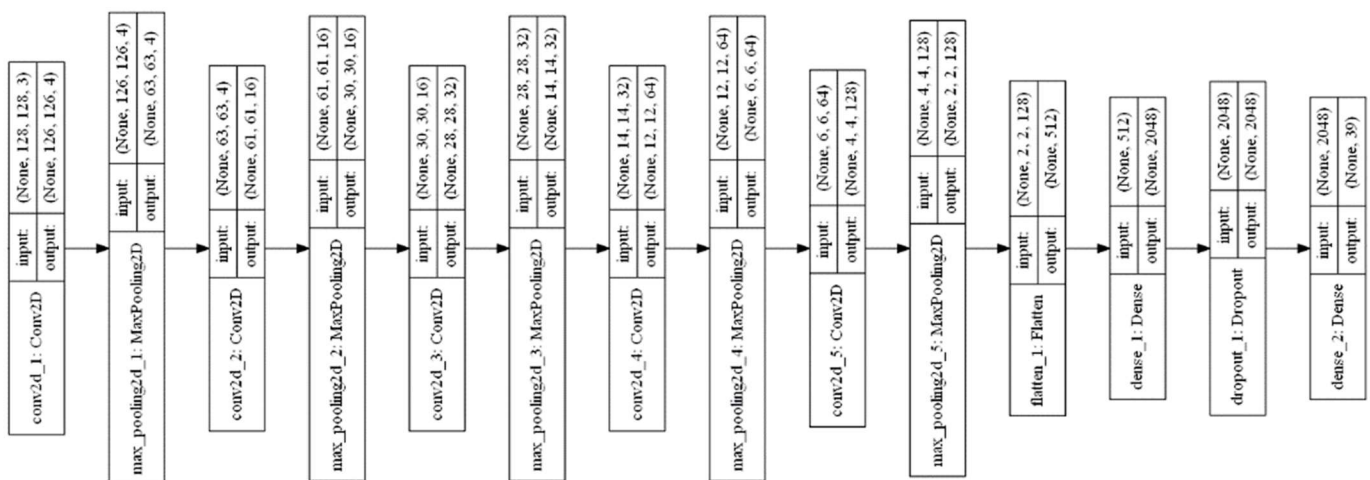 conv2d_1: Conv2D
input: (None, 128, 128, 3)
output: (None, 126, 126, 4)
max_pooling2d_1: MaxPooling2D
input: (None, 126, 126, 4)
output: (None, 63, 63, 4)
conv2d_2: Conv2D
input: (None, 63, 63, 4)
output: (None, 61, 61, 16)
max_pooling2d_2: MaxPooling2D
input: (None, 61, 61, 16)
output: (None, 30, 30, 16)
conv2d_3: Conv2D
input: (None, 30, 30, 16)
output: (None, 28, 28, 32)
max_pooling2d_3: MaxPooling2D
input: (None, 28, 28, 32)
output: (None, 14, 14, 32)
conv2d_4: Conv2D
input: (None, 14, 14, 32)
output: (None, 12, 12, 64)
max_pooling2d_4: MaxPooling2D
input: (None, 12, 12, 64)
output: (None, 6, 6, 64)
conv2d_5: Conv2D
input: (None, 6, 6, 64)
output: (None, 4, 4, 128)
max_pooling2d_5: MaxPooling2D
input: (None, 4, 4, 128)
output: (None, 2, 2, 128)
flatten_1: Flatten
input: (None, 2, 2, 128)
output: (None, 512)
dense_1: Dense
input: (None, 512)
output: (None, 2048)
dropout_1: Dropout
input: (None, 2048)
output: (None, 2048)
dense_2: Dense
input: (None, 2048)
output: (None, 39)